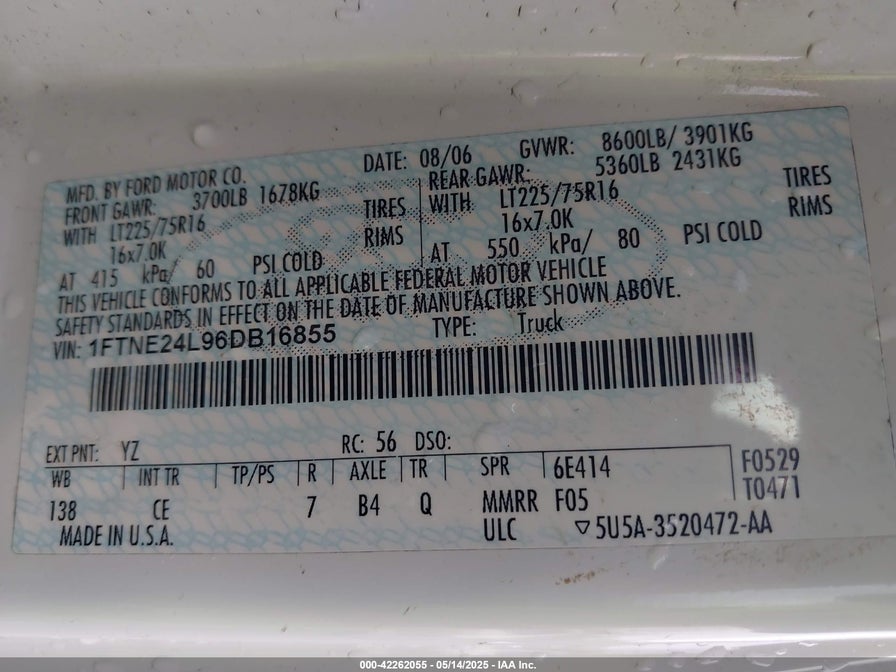 MFD. BY FORD MOTOR CO.
DATE: 08/06 GVWR: 8600LB/ 3901KG
FRONT GAWR: 3700LB 1678KG
REAR GAWR: 5360LB 2431KG
WITH LT225/75R16 TIRES
WITH LT225/75R16 TIRES
16x7.0K RIMS
16x7.0K RIMS
AT 415 kPa/ 60 PSI COLD
AT 550 kPa/ 80 PSI COLD
THIS VEHICLE CONFORMS TO ALL APPLICABLE FEDERAL MOTOR VEHICLE
SAFETY STANDARDS IN EFFECT ON THE DATE OF MANUFACTURE SHOWN ABOVE.
VIN: 1FTNE24L96DB16855 TYPE: Truck
EXT PNT: YZ RC: 56 DSO:
WB INT TR TP/PS R AXLE TR SPR 6E414 F0529
138 CE 7 B4 Q MMRR F05 T0471
MADE IN U.S.A. ULC ▽5U5A-3520472-AA
000-42262055 - 05/14/2025 - IAA Inc.